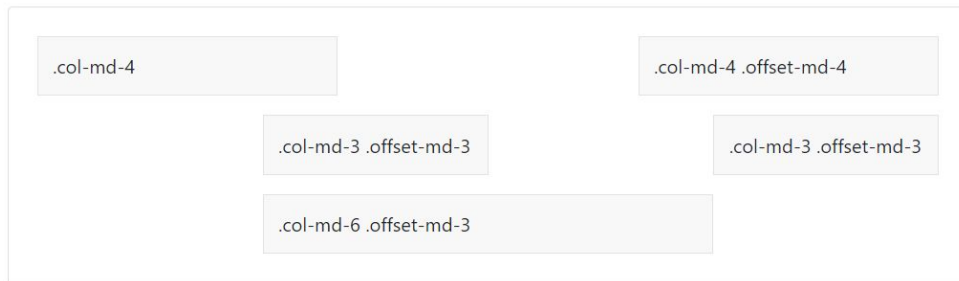 .col-md-4
.col-md-4 .offset-md-4
.col-md-3 .offset-md-3
.col-md-3 .offset-md-3
.col-md-6 .offset-md-3